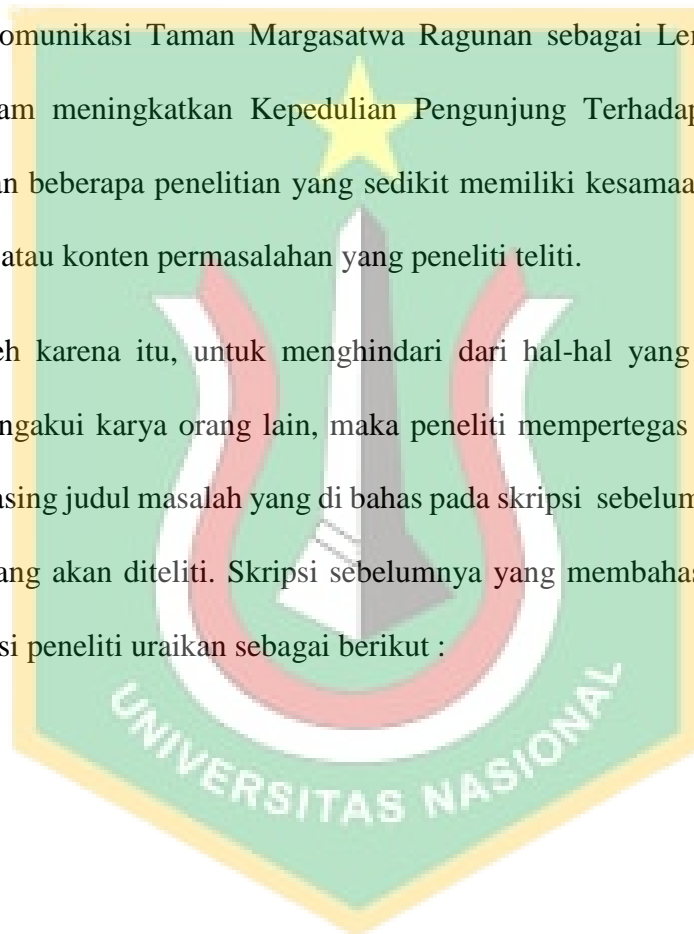 omunikasi Taman Margasatwa Ragunan sebagai Ler
am meningkatkan Kepedulian Pengunjung Terhadap
an beberapa penelitian yang sedikit memiliki kesamaa
atau konten permasalahan yang peneliti teliti.
eh karena itu, untuk menghindari dari hal-hal yang
ngakui karya orang lain, maka peneliti mempertegas
asing judul masalah yang di bahas pada skripsi sebelum
ang akan diteliti. Skripsi sebelumnya yang membahas
si peneliti uraikan sebagai berikut :
UNIVERSITAS NASIONAL